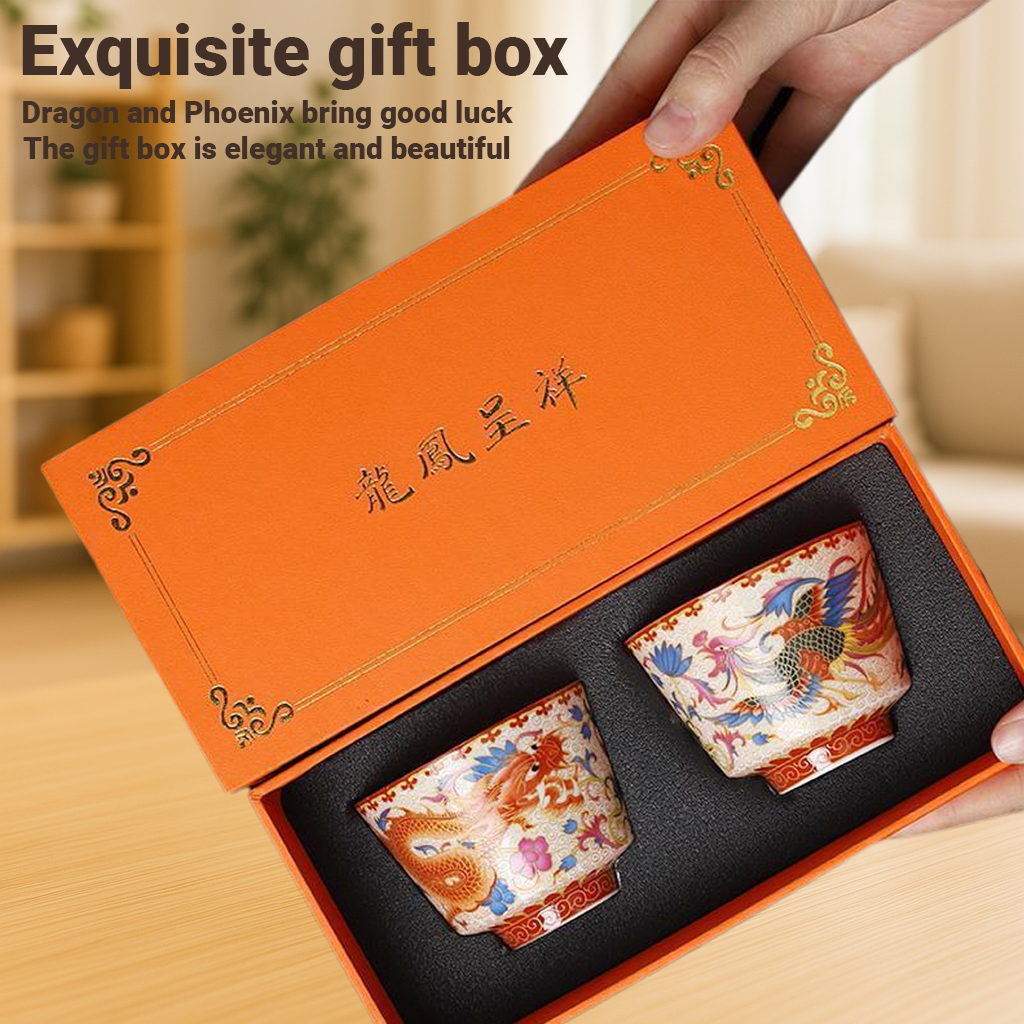 Exquisite gift box
Dragon and Phoenix bring good luck
The gift box is elegant and beautiful
龍鳳呈祥